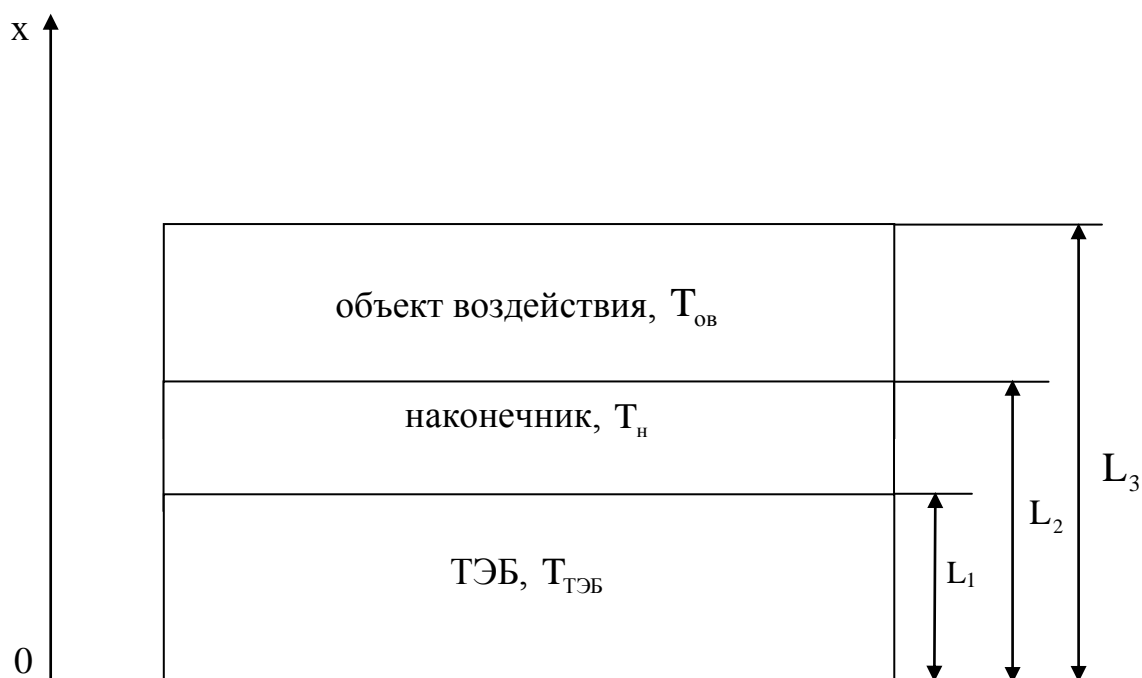 x
объект воздействия, Tов
наконечник, Tн
L3
L2
ТЭБ, TТЭБ
L1
0